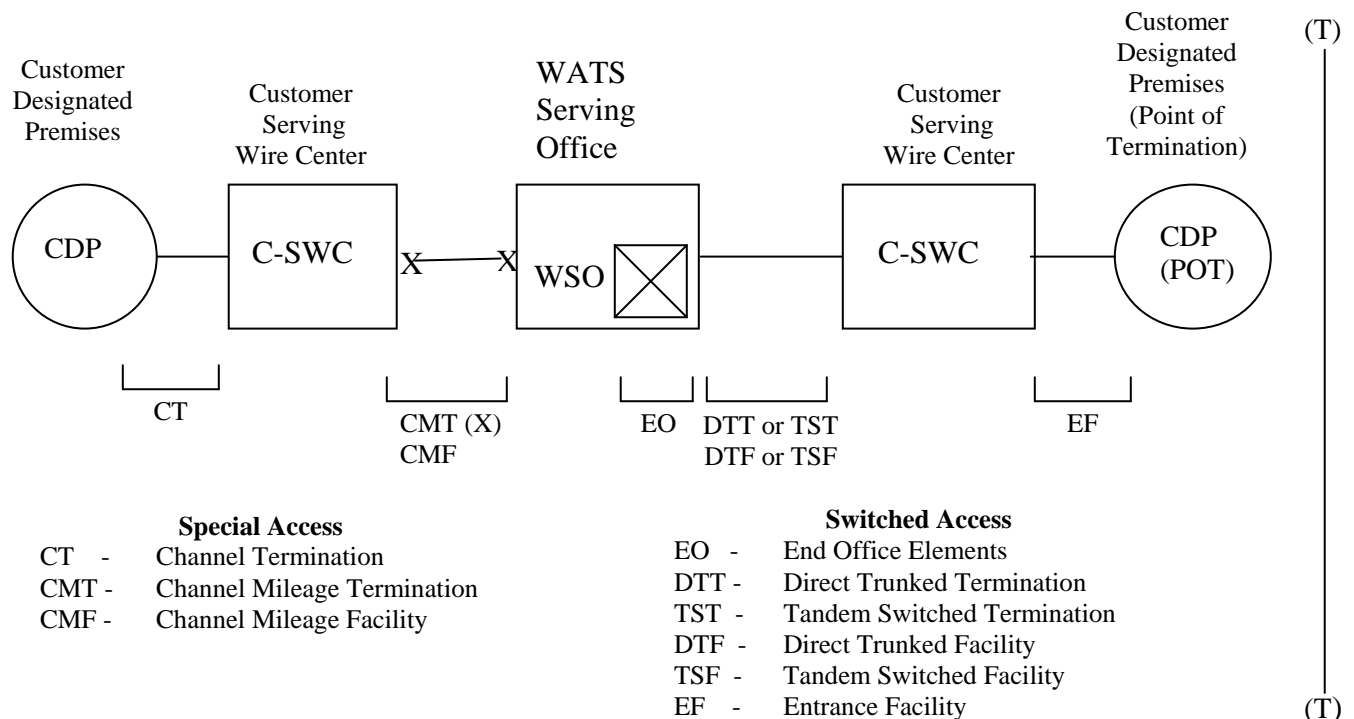 (T)
Customer
Designated
Premises
Customer
Serving
Wire Center
WATS
Serving
Office
Customer
Serving
Wire Center
Customer
Designated
Premises
(Point of
Termination)
CDP
C-SWC
X
X
WSO
C-SWC
CDP
(POT)
CT
CMT (X)
CMF
EO
DTT or TST
DTF or TSF
EF
Special Access
CT - Channel Termination
CMT - Channel Mileage Termination
CMF - Channel Mileage Facility
Switched Access
EO - End Office Elements
DTT - Direct Trunked Termination
TST - Tandem Switched Termination
DTF - Direct Trunked Facility
TSF - Tandem Switched Facility
EF - Entrance Facility
(T)